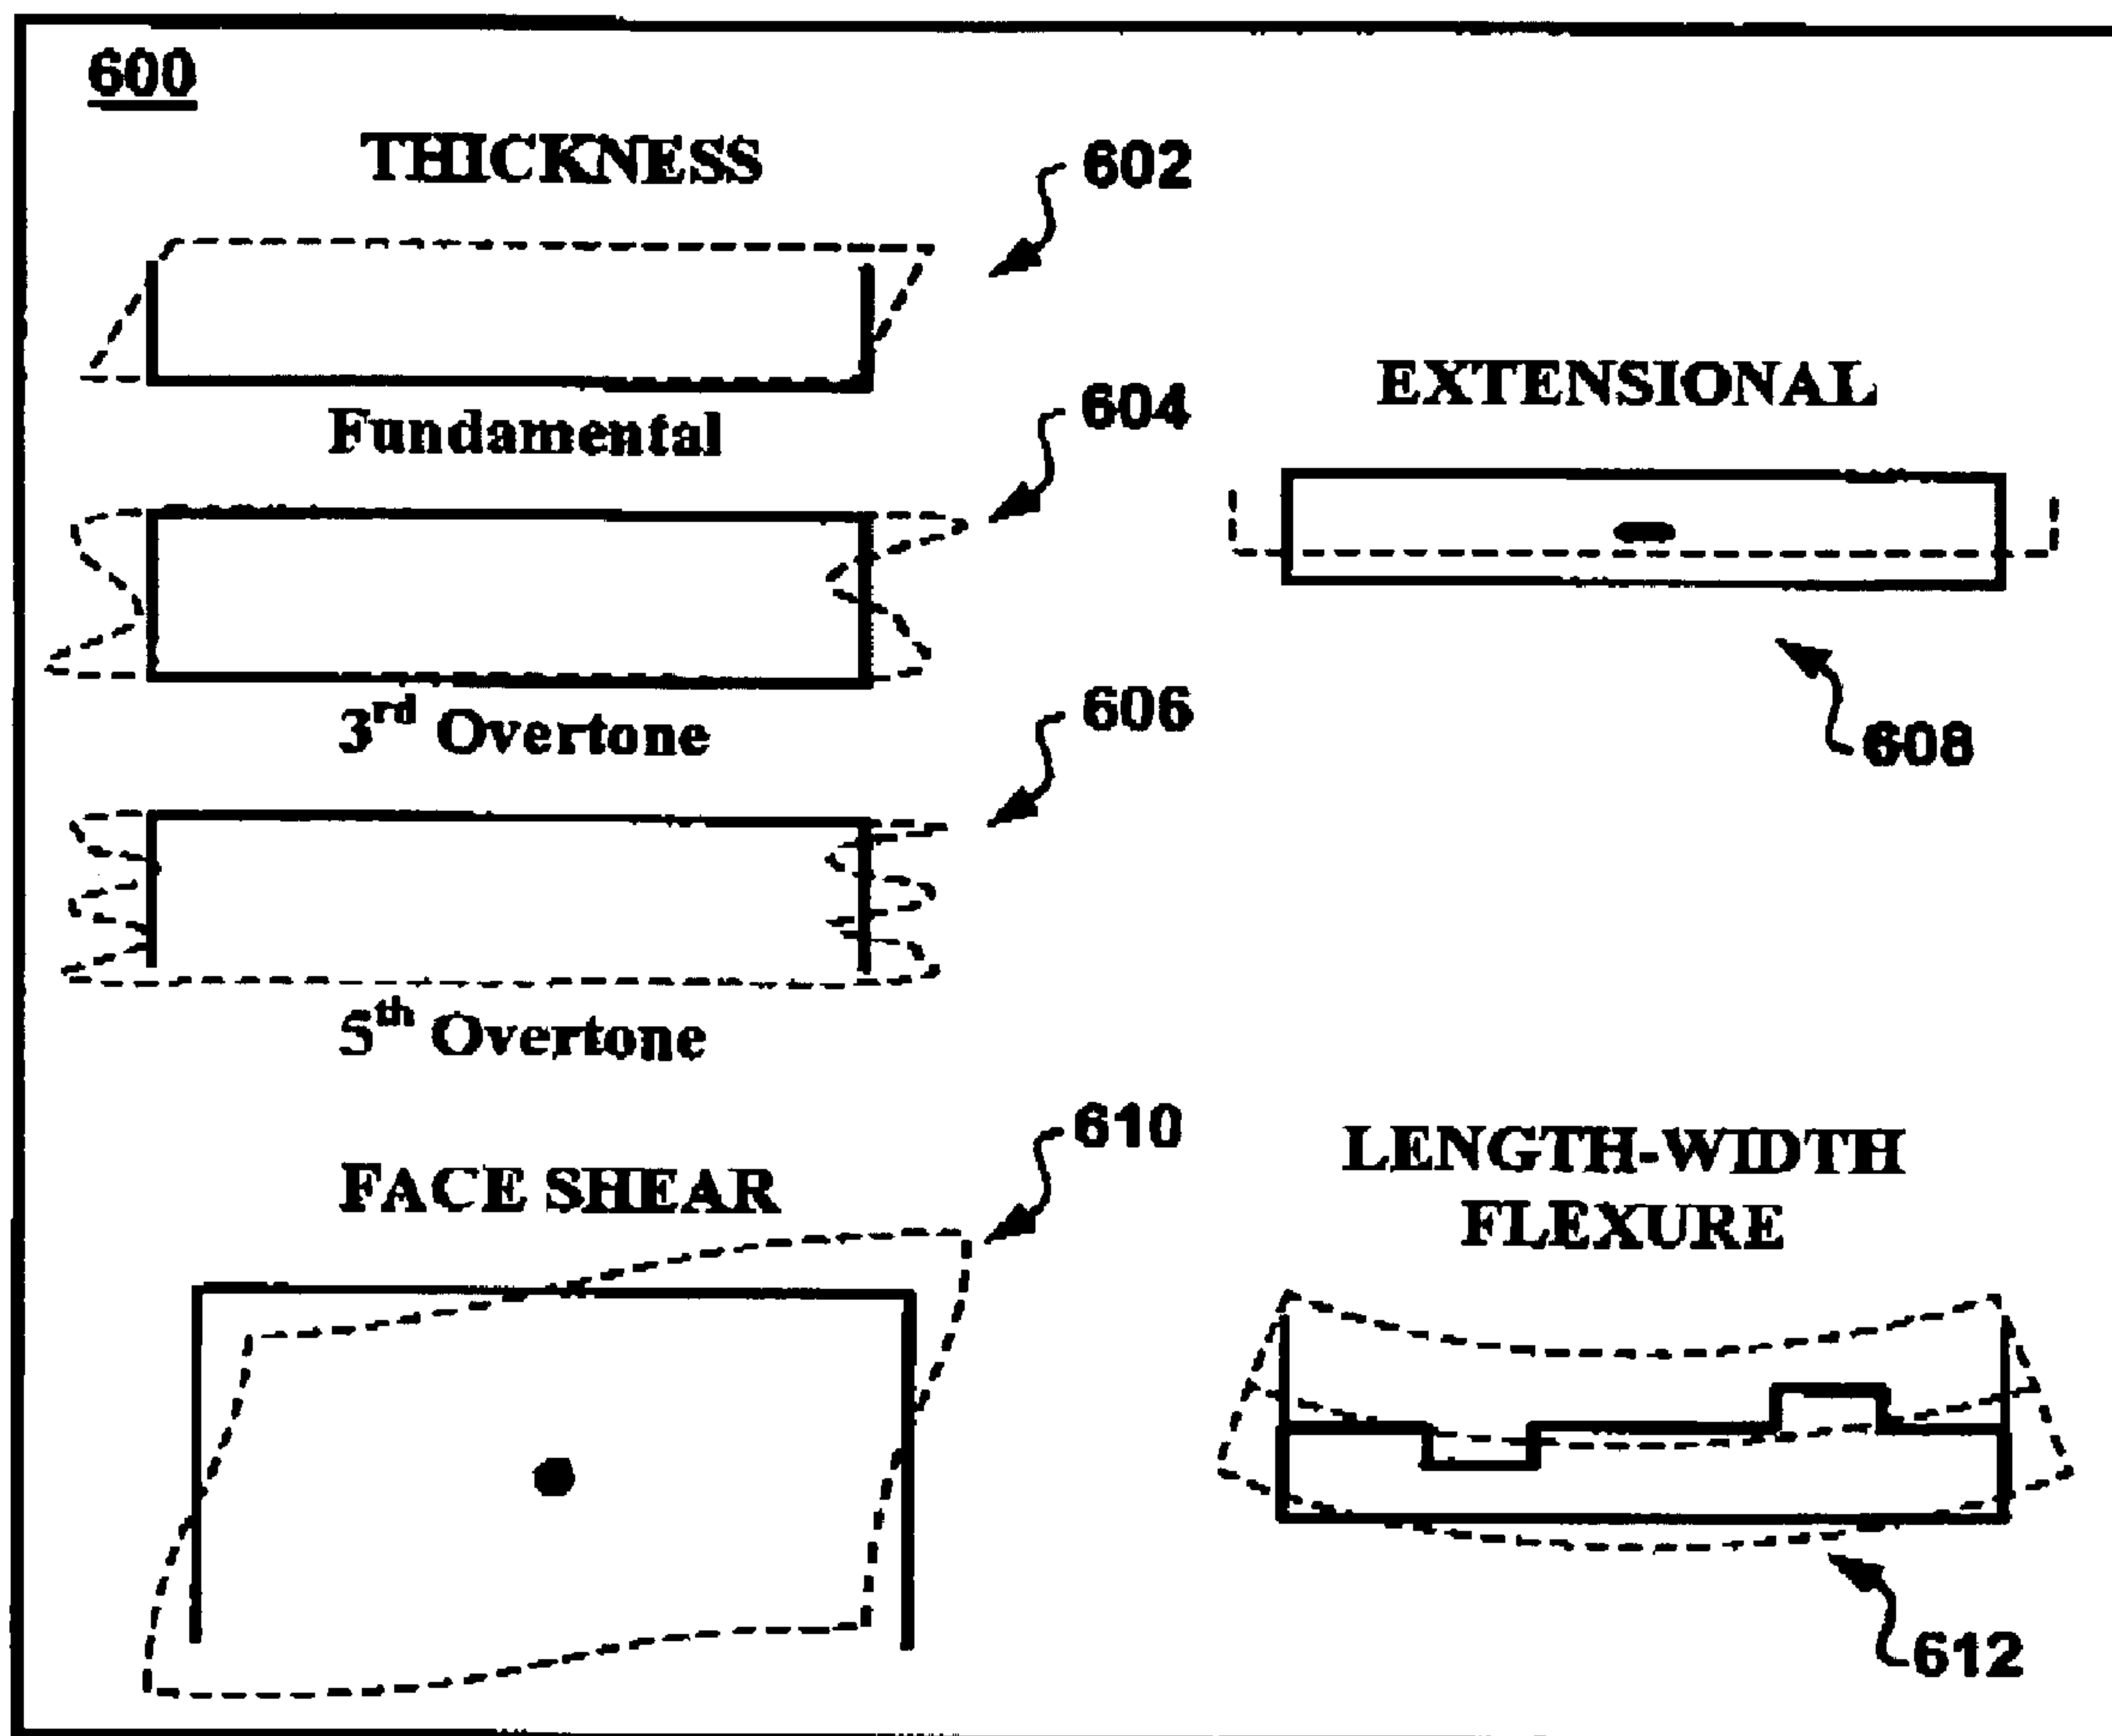 600
THICKNESS
602
Fundamental
604
3rd Overtone
606
5th Overtone
EXTENSIONAL
608
FACE SHEAR
610
LENGTH-WIDTH
FLEXURE
612